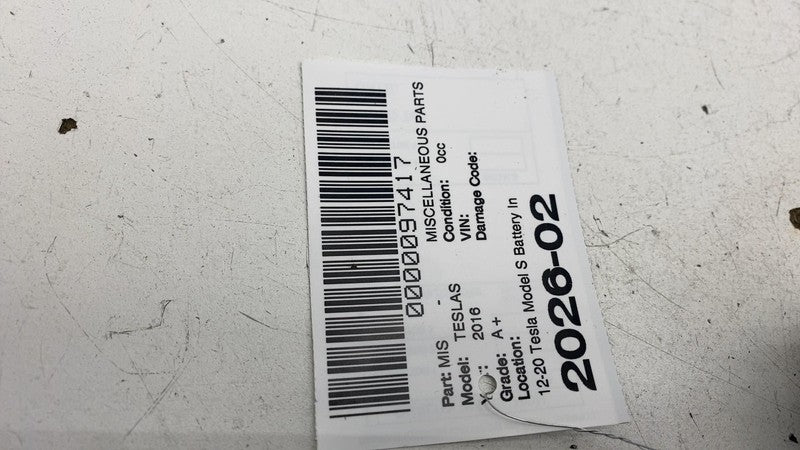 0000097417
MISCELLANEOUS PARTS
Part: MIS -
Condition: 0cc
Model: TESLAS
VIN:
2016
Damage Code:
Grade: A+
Location:
12-20 Tesla Model S Battery In
2026-02